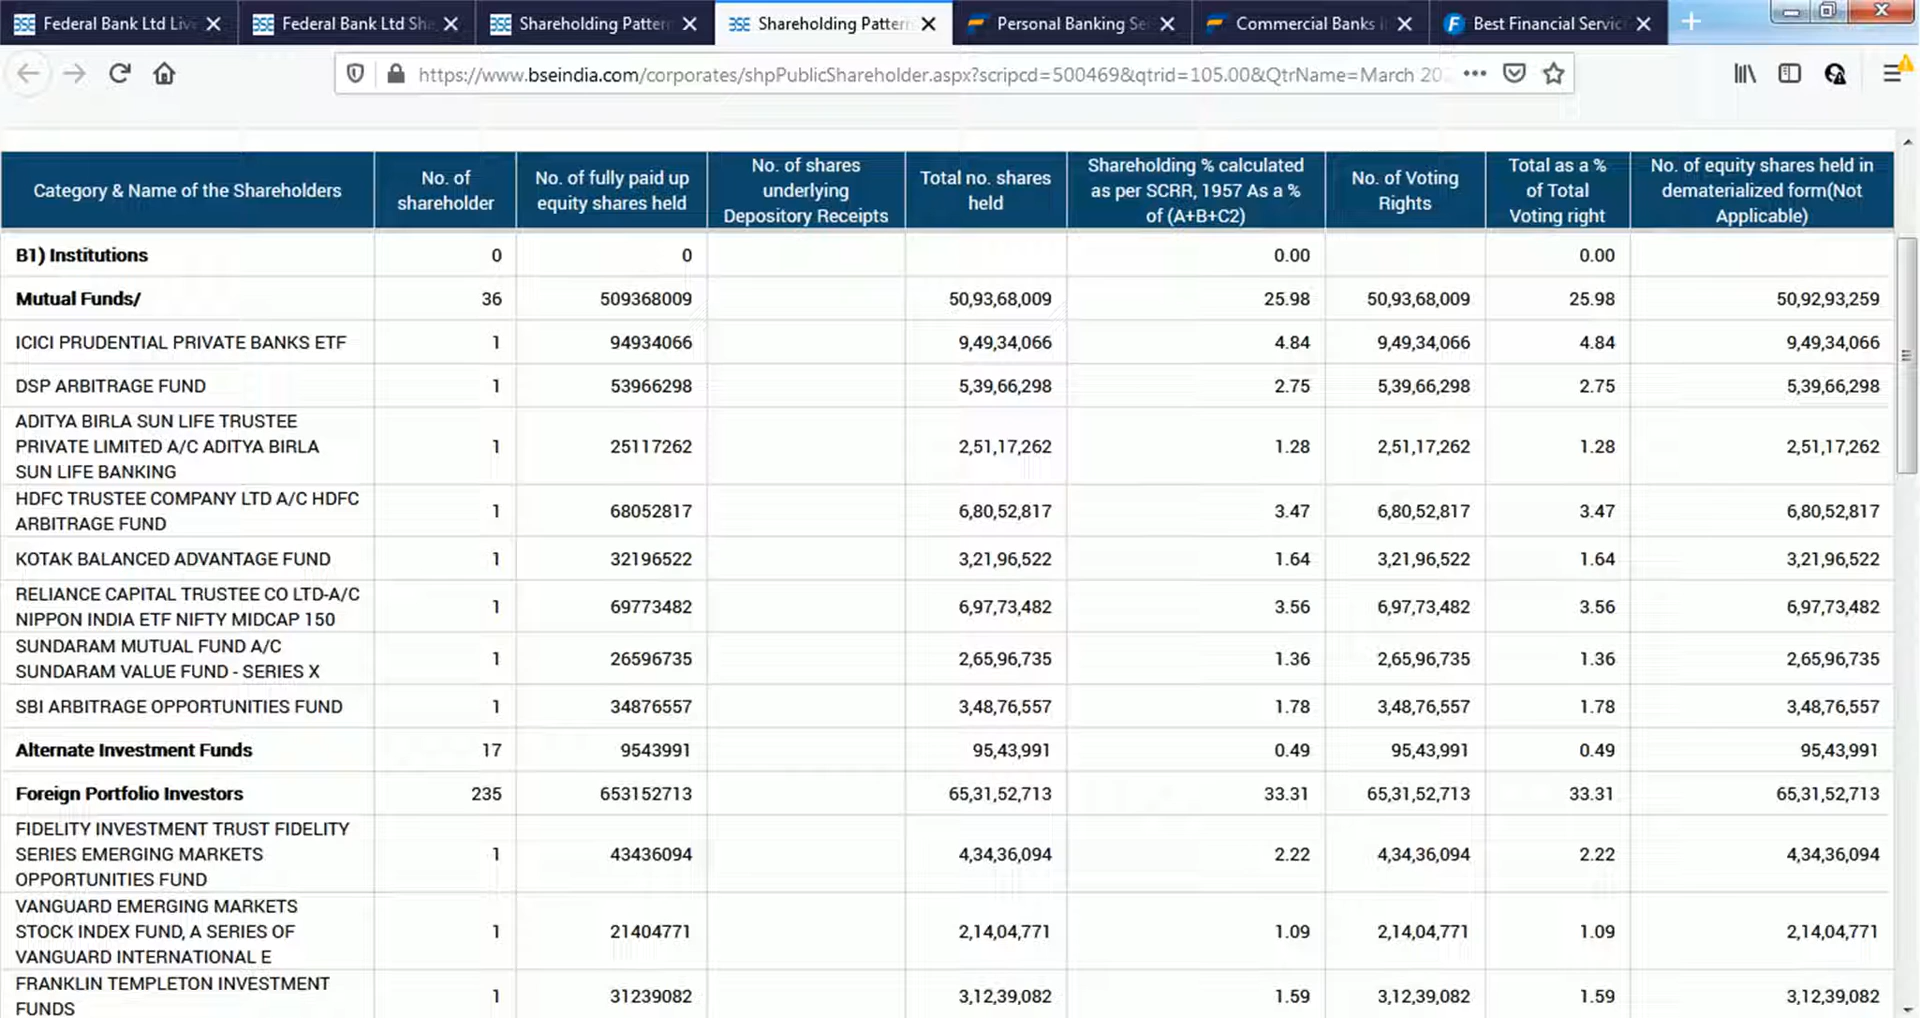 Federal Bank Ltd Liv
Federal Bank Ltd Sh
Shareholding Patter
Shareholding Patter
Personal Banking Se
Commercial Banks i
Best Financial Servic
https://www.bseindia.com/corporates/shpPublicShareholder.aspx?scripcd=500469&qtrid=105.00&QtrName=March 20
Category & Name of the Shareholders
No. of
shareholder
No. of fully paid up
equity shares held
No. of shares
underlying
Depository Receipts
Total no. shares
held
Shareholding % calculated
as per SCRR, 1957 As a %
of (A+B+C2)
No. of Voting
Rights
Total as a %
of Total
Voting right
No. of equity shares held in
dematerialized form(Not
Applicable)
B1) Institutions 0 0 0.00 0.00
Mutual Funds/ 36 509368009 50,93,68,009 25.98 50,93,68,009 25.98 50,92,93,259
ICICI PRUDENTIAL PRIVATE BANKS ETF 1 94934066 9,49,34,066 4.84 9,49,34,066 4.84 9,49,34,066
DSP ARBITRAGE FUND 1 53966298 5,39,66,298 2.75 5,39,66,298 2.75 5,39,66,298
ADITYA BIRLA SUN LIFE TRUSTEE
PRIVATE LIMITED A/C ADITYA BIRLA 1 25117262 2,51,17,262 1.28 2,51,17,262 1.28 2,51,17,262
SUN LIFE BANKING
HDFC TRUSTEE COMPANY LTD A/C HDFC
ARBITRAGE FUND
1 68052817 6,80,52,817 3.47 6,80,52,817 3.47 6,80,52,817
KOTAK BALANCED ADVANTAGE FUND 1 32196522 3,21,96,522 1.64 3,21,96,522 1.64 3,21,96,522
RELIANCE CAPITAL TRUSTEE CO LTD-A/C
NIPPON INDIA ETF NIFTY MIDCAP 150
1 69773482 6,97,73,482 3.56 6,97,73,482 3.56 6,97,73,482
SUNDARAM MUTUAL FUND A/C
SUNDARAM VALUE FUND - SERIES X
1 26596735 2,65,96,735 1.36 2,65,96,735 1.36 2,65,96,735
SBI ARBITRAGE OPPORTUNITIES FUND 1 34876557 3,48,76,557 1.78 3,48,76,557 1.78 3,48,76,557
Alternate Investment Funds 17 9543991 95,43,991 0.49 95,43,991 0.49 95,43,991
Foreign Portfolio Investors 235 653152713 65,31,52,713 33.31 65,31,52,713 33.31 65,31,52,713
FIDELITY INVESTMENT TRUST FIDELITY
SERIES EMERGING MARKETS 1 43436094 4,34,36,094 2.22 4,34,36,094 2.22 4,34,36,094
OPPORTUNITIES FUND
VANGUARD EMERGING MARKETS
STOCK INDEX FUND, A SERIES OF 1 21404771 2,14,04,771 1.09 2,14,04,771 1.09 2,14,04,771
VANGUARD INTERNATIONAL E
FRANKLIN TEMPLETON INVESTMENT
FUNDS
1 31239082 3,12,39,082 1.59 3,12,39,082 1.59 3,12,39,082